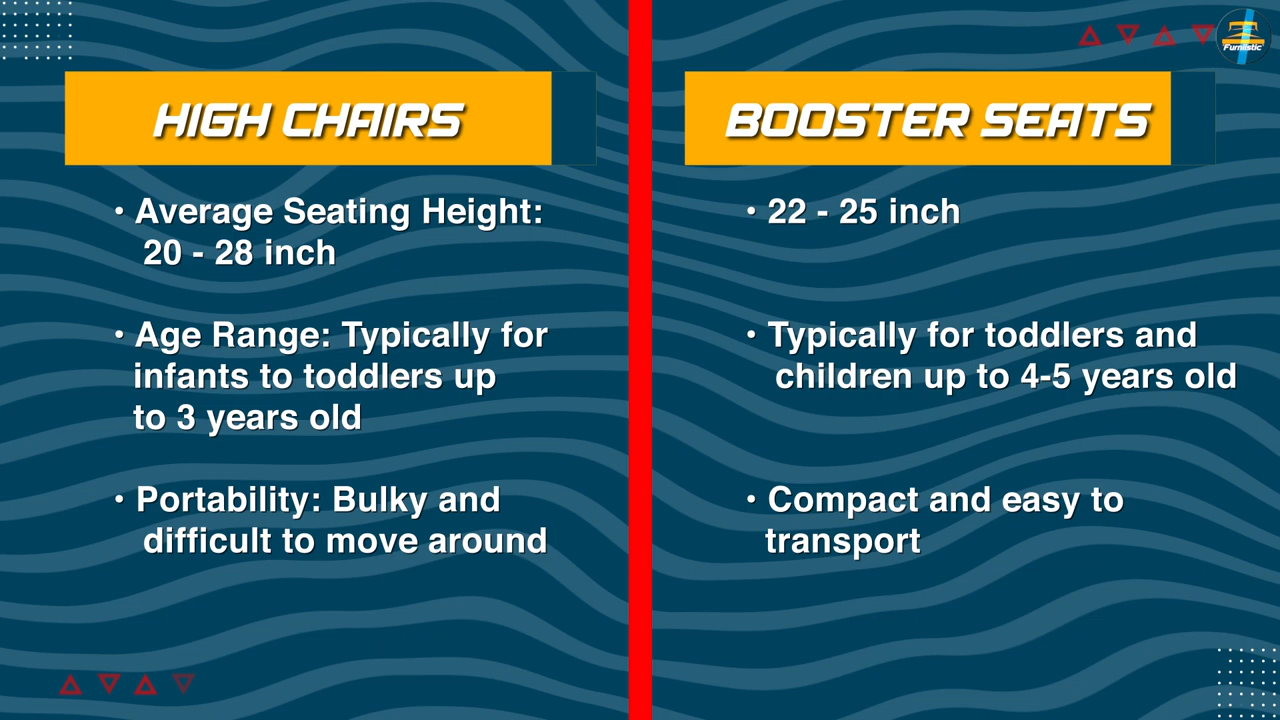 Furnlistic
HIGH CHAIRS
• Average Seating Height:
20 - 28 inch
• Age Range: Typically for
infants to toddlers up
to 3 years old
• Portability: Bulky and
difficult to move around
BOOSTER SEATS
• 22 - 25 inch
• Typically for toddlers and
children up to 4-5 years old
• Compact and easy to
transport